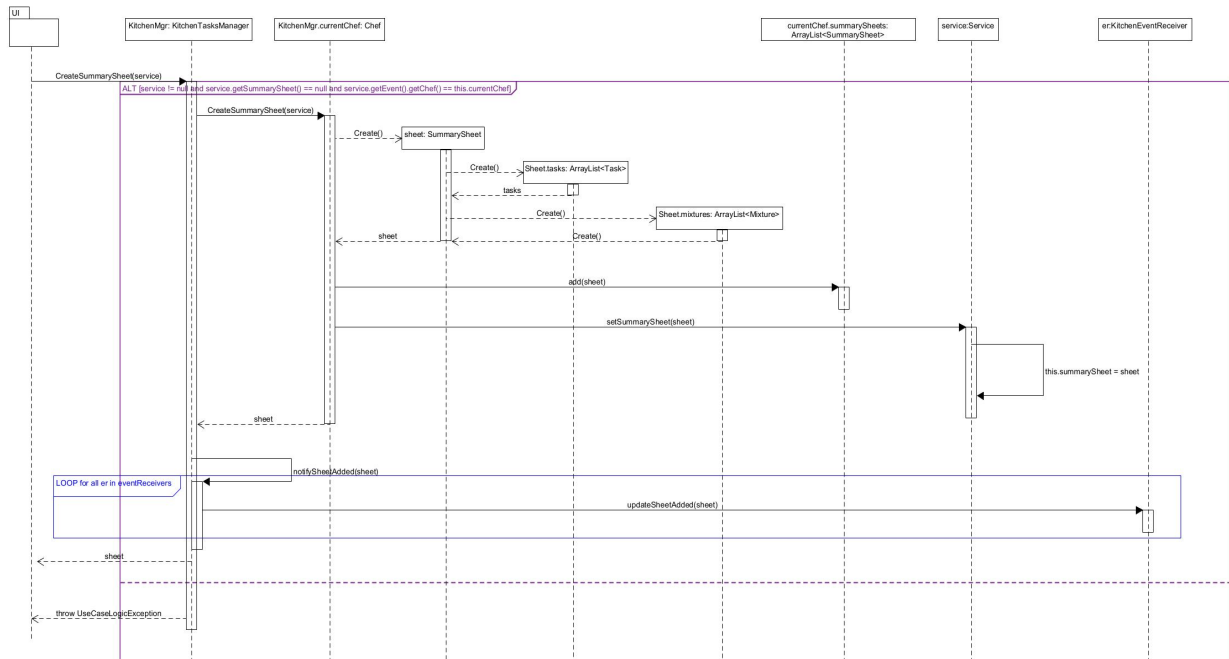 UI
KitchenMgr: KitchenTasksManager
KitchenMgr.currentChef: Chef
currentChef.summarySheets:
ArrayList<SummarySheet>
service:Service
er:KitchenEventReceiver
CreateSummarySheet(service)
ALT [service != null and service.getSummarySheet() == null and service.getEvent().getChef() == this.currentChef]
CreateSummarySheet(service)
Create()
sheet: SummarySheet
Create()
Sheet.tasks: ArrayList<Task>
tasks
Create()
Sheet.mixtures: ArrayList<Mixture>
sheet
Create()
add(sheet)
setSummarySheet(sheet)
this.summarySheet = sheet
sheet
notifySheetAdded(sheet)
LOOP for all er in eventReceivers
updateSheetAdded(sheet)
sheet
throw UseCaseLogicException